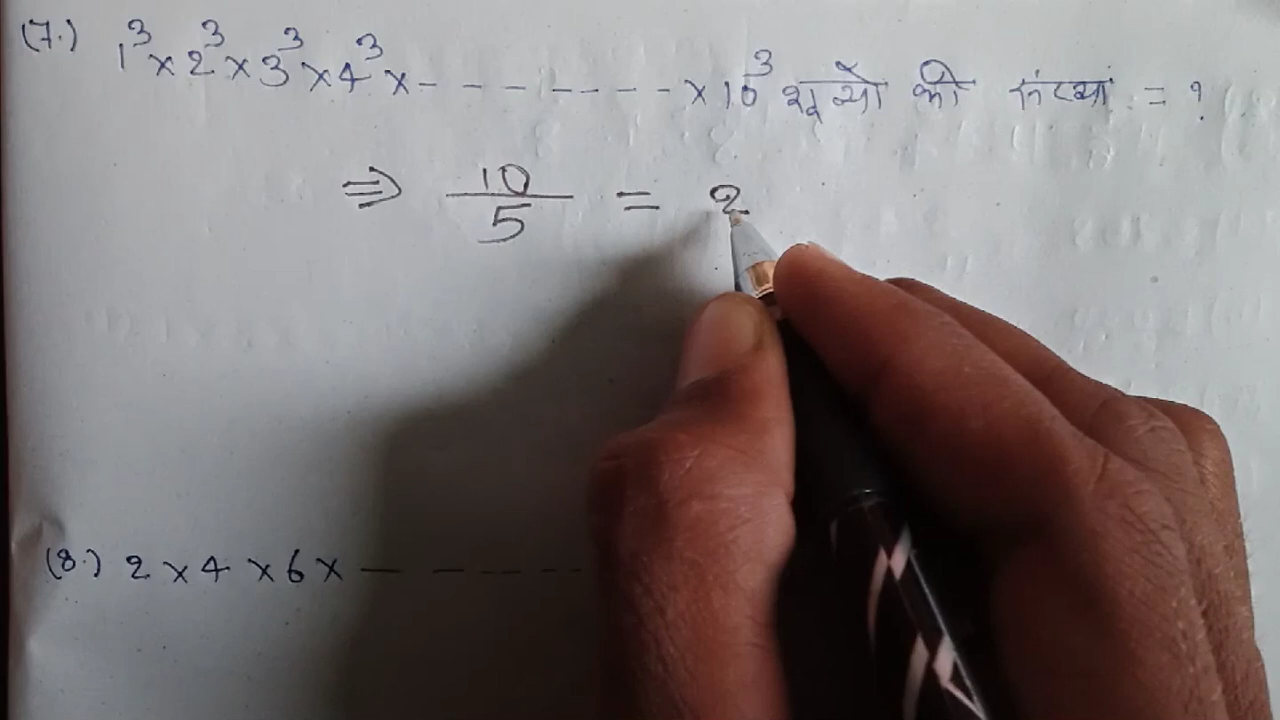 (7.) 1³ x 2³ x 3³ x 4³ x - - - - - - - - x 10³ शून्यो की संख्या = ?
⇒ 10/5 = 2
(8.) 2 x 4 x 6 x - - - - - -